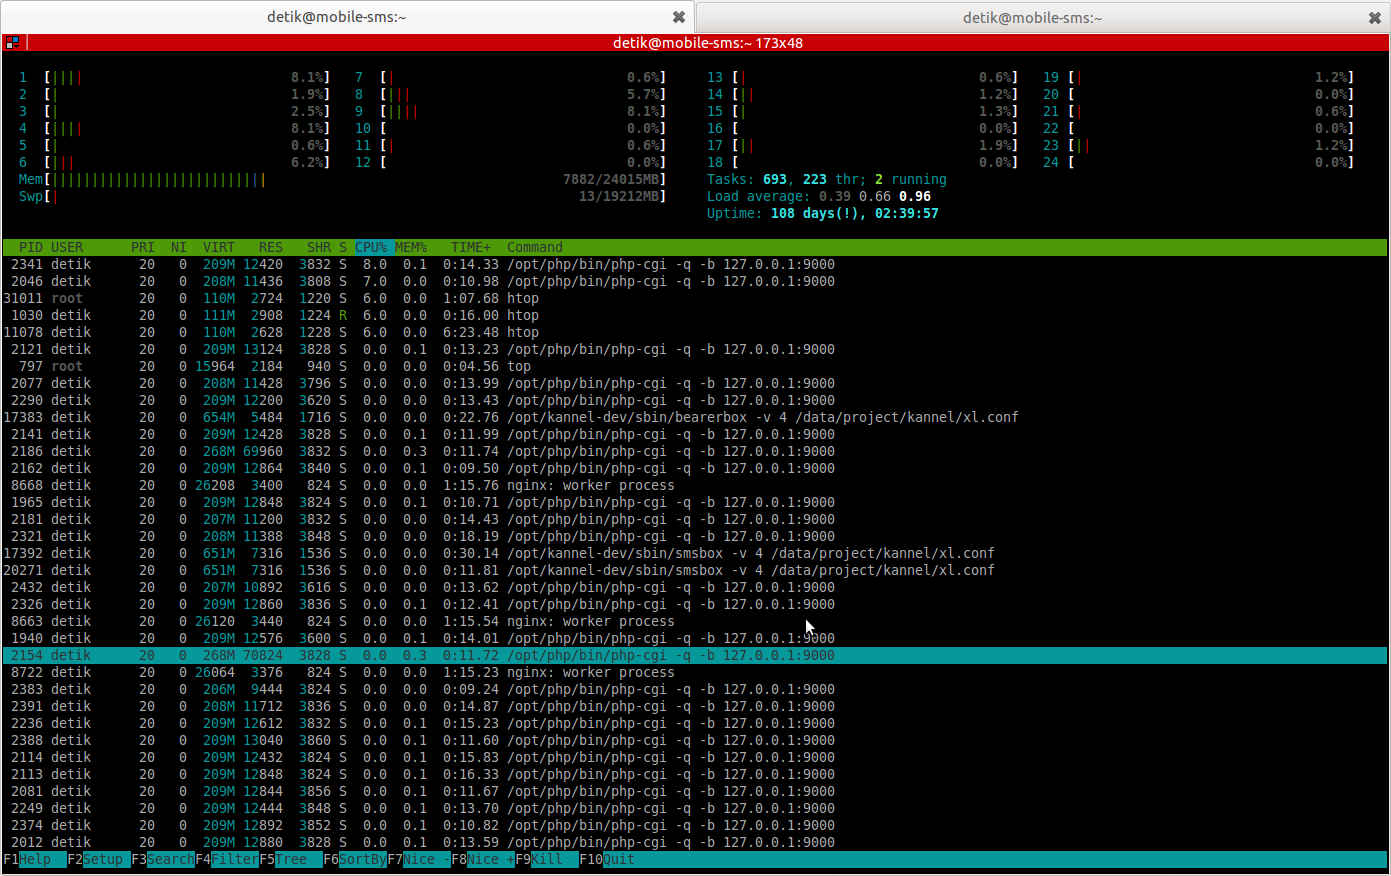 detik@mobile-sms:~ detik@mobile-sms:~
detik@mobile-sms:~ 173x48
1 [|||| 8.1%] 7 [| 0.6%] 13 [| 0.6%] 19 [| 1.2%]
2 [| 1.9%] 8 [||| 5.7%] 14 [|| 1.2%] 20 [ 0.0%]
3 [| 2.5%] 9 [|||| 8.1%] 15 [| 1.3%] 21 [| 0.6%]
4 [|||| 8.1%] 10 [ 0.0%] 16 [ 0.0%] 22 [ 0.0%]
5 [| 0.6%] 11 [| 0.6%] 17 [|| 1.9%] 23 [|| 1.2%]
6 [||| 6.2%] 12 [ 0.0%] 18 [ 0.0%] 24 [ 0.0%]
Mem[||||||||||||||||||||||||||| 7882/24015MB] Tasks: 693, 223 thr; 2 running
Swp[| 13/19212MB] Load average: 0.39 0.66 0.96
Uptime: 108 days(!), 02:39:57
PID USER PRI NI VIRT RES SHR S CPU% MEM% TIME+ Command
2341 detik 20 0 209M 12420 3832 S 8.0 0.1 0:14.33 /opt/php/bin/php-cgi -q -b 127.0.0.1:9000
2046 detik 20 0 208M 11436 3808 S 7.0 0.0 0:10.98 /opt/php/bin/php-cgi -q -b 127.0.0.1:9000
31011 root 20 0 110M 2724 1220 S 6.0 0.0 1:07.68 htop
1030 detik 20 0 111M 2908 1224 R 6.0 0.0 0:16.00 htop
11078 detik 20 0 110M 2628 1228 S 6.0 0.0 6:23.48 htop
2121 detik 20 0 209M 13124 3828 S 0.0 0.1 0:13.23 /opt/php/bin/php-cgi -q -b 127.0.0.1:9000
797 root 20 0 15964 2184 940 S 0.0 0.0 0:04.56 top
2077 detik 20 0 208M 11428 3796 S 0.0 0.0 0:13.99 /opt/php/bin/php-cgi -q -b 127.0.0.1:9000
2290 detik 20 0 209M 12200 3620 S 0.0 0.0 0:13.43 /opt/php/bin/php-cgi -q -b 127.0.0.1:9000
17383 detik 20 0 654M 5484 1716 S 0.0 0.0 0:22.76 /opt/kannel-dev/sbin/bearerbox -v 4 /data/project/kannel/xl.conf
2141 detik 20 0 209M 12428 3828 S 0.0 0.1 0:11.99 /opt/php/bin/php-cgi -q -b 127.0.0.1:9000
2186 detik 20 0 268M 69960 3832 S 0.0 0.3 0:11.74 /opt/php/bin/php-cgi -q -b 127.0.0.1:9000
2162 detik 20 0 209M 12864 3840 S 0.0 0.1 0:09.50 /opt/php/bin/php-cgi -q -b 127.0.0.1:9000
8668 detik 20 0 26208 3400 824 S 0.0 0.0 1:15.76 nginx: worker process
1965 detik 20 0 209M 12848 3824 S 0.0 0.1 0:10.71 /opt/php/bin/php-cgi -q -b 127.0.0.1:9000
2181 detik 20 0 207M 11200 3832 S 0.0 0.0 0:14.43 /opt/php/bin/php-cgi -q -b 127.0.0.1:9000
2321 detik 20 0 208M 11388 3848 S 0.0 0.0 0:18.19 /opt/php/bin/php-cgi -q -b 127.0.0.1:9000
17392 detik 20 0 651M 7316 1536 S 0.0 0.0 0:30.14 /opt/kannel-dev/sbin/smsbox -v 4 /data/project/kannel/xl.conf
20271 detik 20 0 651M 7316 1536 S 0.0 0.0 0:11.81 /opt/kannel-dev/sbin/smsbox -v 4 /data/project/kannel/xl.conf
2432 detik 20 0 207M 10892 3616 S 0.0 0.0 0:13.62 /opt/php/bin/php-cgi -q -b 127.0.0.1:9000
2326 detik 20 0 209M 12860 3836 S 0.0 0.1 0:12.41 /opt/php/bin/php-cgi -q -b 127.0.0.1:9000
8663 detik 20 0 26120 3440 824 S 0.0 0.0 1:15.54 nginx: worker process
1940 detik 20 0 209M 12576 3600 S 0.0 0.1 0:14.01 /opt/php/bin/php-cgi -q -b 127.0.0.1:9000
2154 detik 20 0 268M 70824 3828 S 0.0 0.3 0:11.72 /opt/php/bin/php-cgi -q -b 127.0.0.1:9000
8722 detik 20 0 26064 3376 824 S 0.0 0.0 1:15.23 nginx: worker process
2383 detik 20 0 206M 9444 3824 S 0.0 0.0 0:09.24 /opt/php/bin/php-cgi -q -b 127.0.0.1:9000
2391 detik 20 0 208M 11712 3836 S 0.0 0.0 0:14.87 /opt/php/bin/php-cgi -q -b 127.0.0.1:9000
2236 detik 20 0 209M 12612 3832 S 0.0 0.1 0:15.23 /opt/php/bin/php-cgi -q -b 127.0.0.1:9000
2388 detik 20 0 209M 13040 3860 S 0.0 0.1 0:11.60 /opt/php/bin/php-cgi -q -b 127.0.0.1:9000
2114 detik 20 0 209M 12432 3824 S 0.0 0.1 0:15.83 /opt/php/bin/php-cgi -q -b 127.0.0.1:9000
2113 detik 20 0 209M 12848 3824 S 0.0 0.1 0:16.33 /opt/php/bin/php-cgi -q -b 127.0.0.1:9000
2081 detik 20 0 209M 12844 3856 S 0.0 0.1 0:11.67 /opt/php/bin/php-cgi -q -b 127.0.0.1:9000
2249 detik 20 0 209M 12444 3848 S 0.0 0.1 0:13.70 /opt/php/bin/php-cgi -q -b 127.0.0.1:9000
2374 detik 20 0 209M 12892 3852 S 0.0 0.1 0:10.82 /opt/php/bin/php-cgi -q -b 127.0.0.1:9000
2012 detik 20 0 209M 12880 3828 S 0.0 0.1 0:13.59 /opt/php/bin/php-cgi -q -b 127.0.0.1:9000
F1Help F2Setup F3SearchF4FilterF5Tree F6SortByF7Nice -F8Nice +F9Kill F10Quit